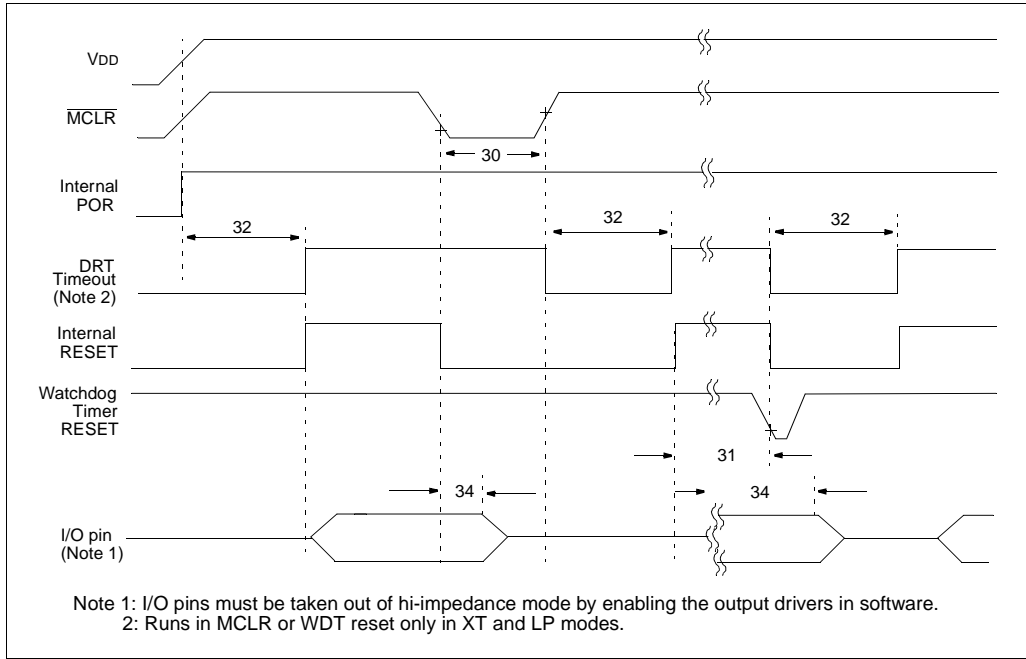 VDD
MCLR
30
Internal
POR
32
32
32
DRT
Timeout
(Note 2)
Internal
RESET
Watchdog
Timer
RESET
31
34
34
I/O pin
(Note 1)
Note 1: I/O pins must be taken out of hi-impedance mode by enabling the output drivers in software.
2: Runs in MCLR or WDT reset only in XT and LP modes.